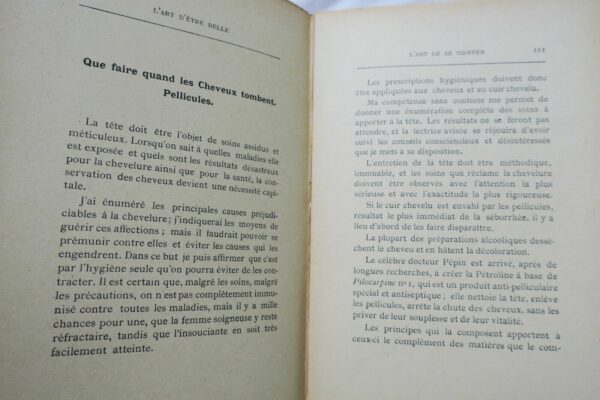 L'ART D'ÊTRE BELLE
Que faire quand les Cheveux tombent.
Pellicules.
La tête doit être l'objet de soins assidus et
méticuleux. Lorsqu'on sait à quelles maladies elle
est exposée et quels sont les résultats désastreux
pour la chevelure ainsi que pour la santé, la con-
servation des cheveux devient une nécessité capi-
tale.
J'ai énuméré les principales causes préjudi-
ciables à la chevelure ; j'indiquerai les moyens de
guérir ces affections ; mais il faudrait pouvoir se
prémunir contre elles et éviter les causes qui les
engendrent. Dans ce but je puis affirmer que c'est
par l'hygiène seule qu'on pourra éviter de les con-
tracter. Il est certain que, malgré les soins, malgré
les précautions, on n'est pas complètement immu-
nisé contre toutes les maladies, mais il y a mille
chances pour une, que la femme soigneuse y reste
réfractaire, tandis que l'insouciante en soit très
facilement atteinte.
L'ART DE SE COIFFER 111
Les prescriptions hygiéniques doivent donc
être appliquées aux cheveux et au cuir chevelu.
Ma compétence sans conteste me permet de
donner une énumération complète des soins à
apporter à la tête. Les résultats ne se feront pas
attendre, et la lectrice avisée se réjouira d'avoir
suivi les conseils consciencieux et désintéressés
que je mets à sa disposition.
L'entretien de la tête doit être méthodique,
immuable, et les soins que réclame la chevelure
doivent être observés avec l'attention la plus
sérieuse et avec l'exactitude la plus rigoureuse.
Si le cuir chevelu est envahi par les pellicules,
résultat le plus immédiat de la séborrhée, il y a
lieu d'abord de les faire disparaître.
La plupart des préparations alcooliques dessè-
chent le cheveu et en hâtent la décoloration.
Le célèbre docteur Pépin est arrivé, après de
longues recherches, à créer la Pétroline à base de
Pilocarpine n° 1, qui est un produit anti-pelliculaire
spécial et antiseptique ; elle nettoie la tête, enlève
les pellicules, arrête la chute des cheveux, sans les
priver de leur souplesse et de leur vitalité.
Les principes qui la composent apportent à
ceux-ci le complément des matières que le com-